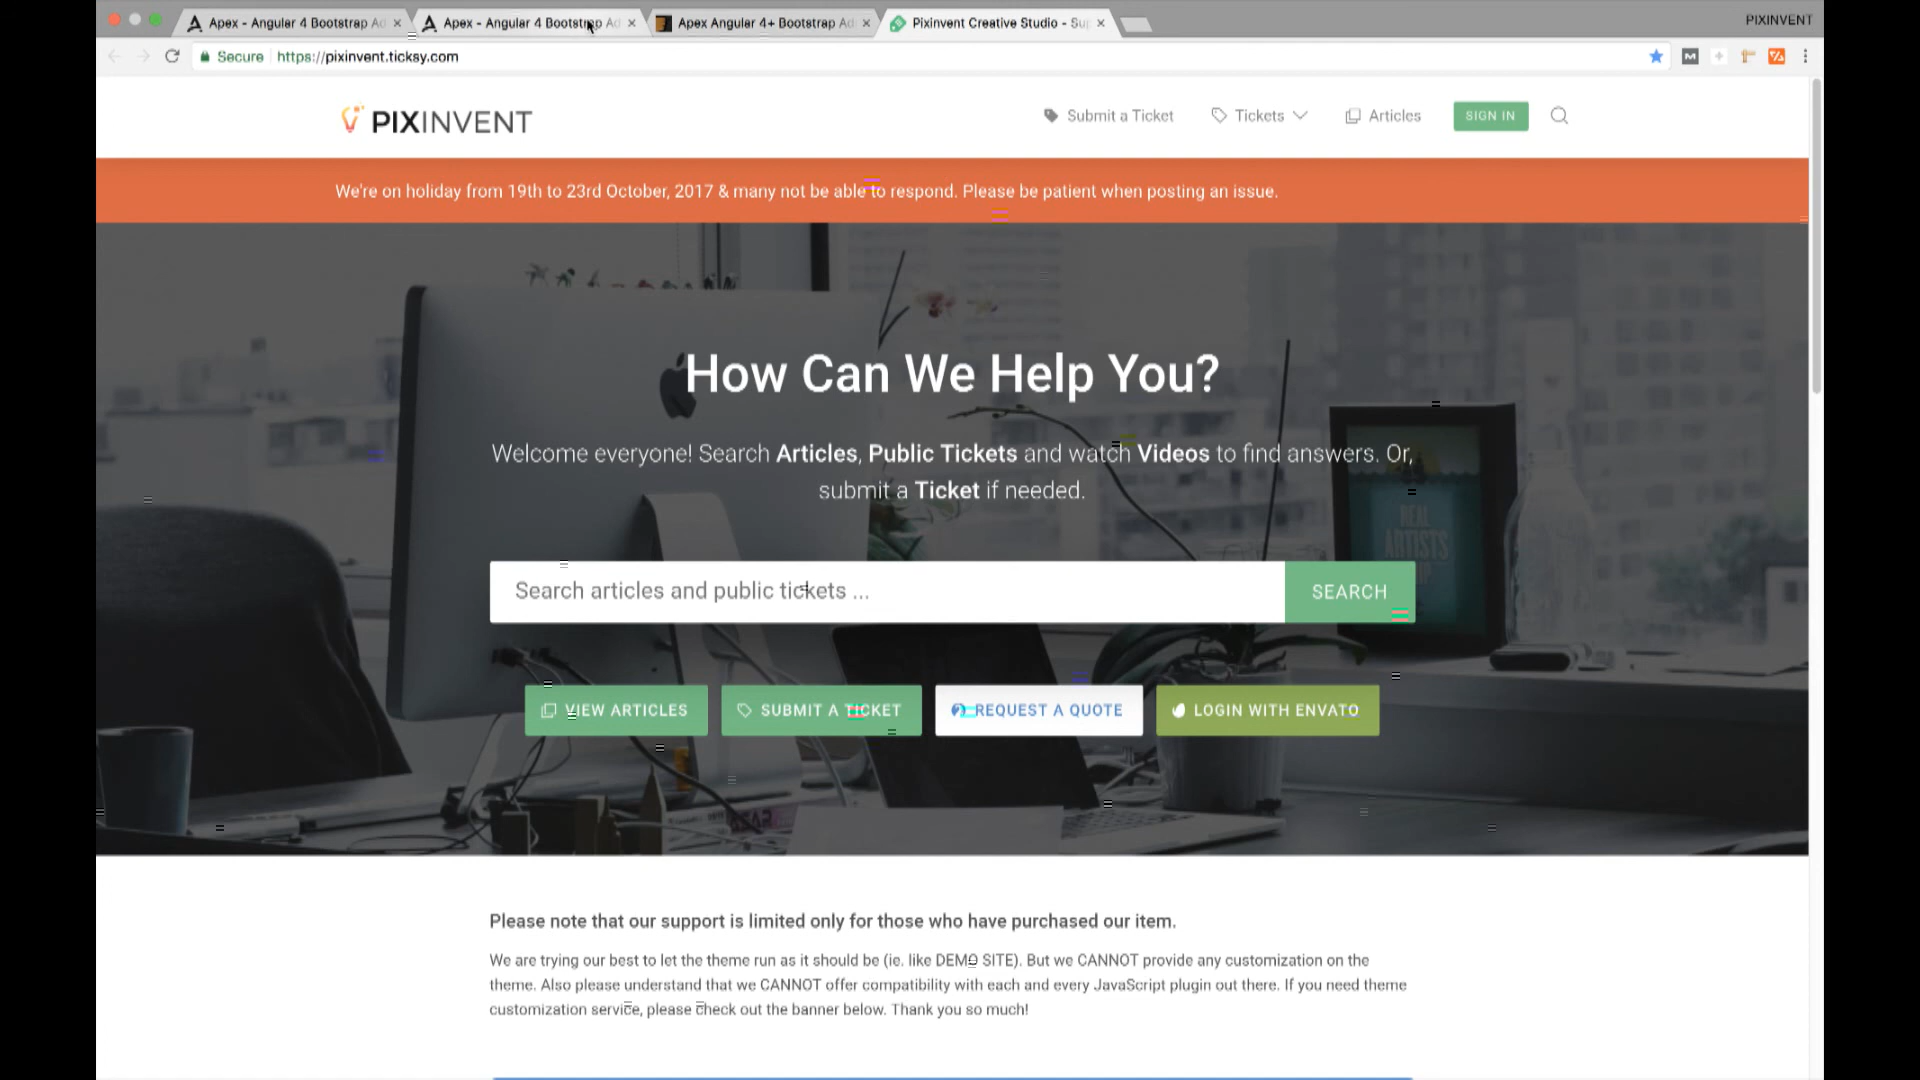 Apex - Angular 4 Bootstrap Ad
Apex - Angular 4 Bootstrap Ad
Apex Angular 4+ Bootstrap Ad
Pixinvent Creative Studio - Sup
PIXINVENT
Secure
https://pixinvent.ticksy.com
PIXINVENT
Submit a Ticket
Tickets
Articles
SIGN IN
We're on holiday from 19th to 23rd October, 2017 & many not be able to respond. Please be patient when posting an issue.
How Can We Help You?
Welcome everyone! Search Articles, Public Tickets and watch Videos to find answers. Or,
submit a Ticket if needed.
REAL
ARTISTS
Search articles and public tickets ...
SEARCH
VIEW ARTICLES
SUBMIT A TICKET
REQUEST A QUOTE
LOGIN WITH ENVATO
Please note that our support is limited only for those who have purchased our item.
We are trying our best to let the theme run as it should be (ie. like DEMO SITE). But we CANNOT provide any customization on the
theme. Also please understand that we CANNOT offer compatibility with each and every JavaScript plugin out there. If you need theme
customization service, please check out the banner below. Thank you so much!